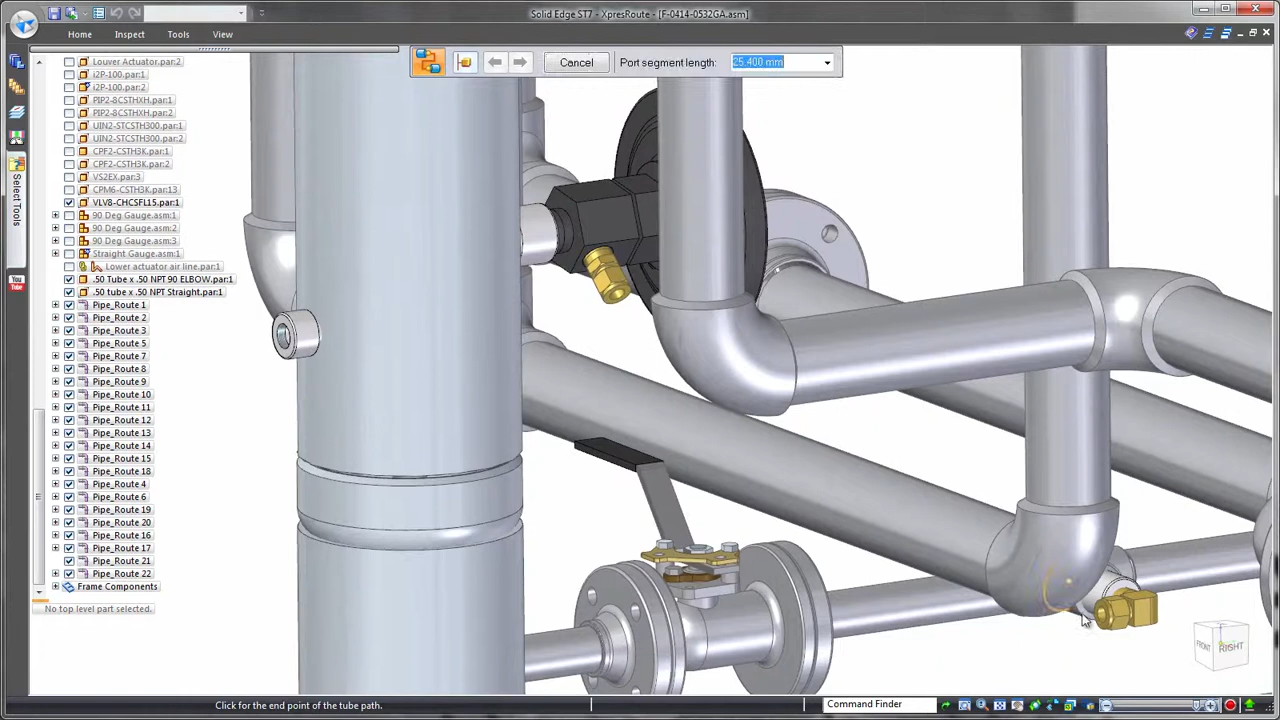 Solid Edge ST7 - XpresRoute - [F-0414-0532GA.asm]
Home Inspect Tools View
Cancel Port segment length: 25.400 mm
Select Tools
You
Louver Actuator.par:2
i2P-100.par:1
i2P-100.par:2
PIP2-8CSTHXH.par:1
PIP2-8CSTHXH.par:2
UIN2-STCSTH300.par:1
UIN2-STCSTH300.par:2
CPF2-CSTH3K.par:1
CPF2-CSTH3K.par:2
VS2EX.par:3
CPM6-CSTH3K.par:13
VLV8-CHCSFL15.par:1
90 Deg Gauge.asm:1
90 Deg Gauge.asm:2
90 Deg Gauge.asm:3
Straight Gauge.asm:1
Lower actuator air line.par:1
.50 Tube x .50 NPT 90 ELBOW.par:1
.50 tube x .50 NPT Straight.par:1
Pipe_Route 1
Pipe_Route 2
Pipe_Route 3
Pipe_Route 5
Pipe_Route 7
Pipe_Route 8
Pipe_Route 9
Pipe_Route 10
Pipe_Route 11
Pipe_Route 12
Pipe_Route 13
Pipe_Route 14
Pipe_Route 15
Pipe_Route 18
Pipe_Route 4
Pipe_Route 6
Pipe_Route 19
Pipe_Route 20
Pipe_Route 16
Pipe_Route 17
Pipe_Route 21
Pipe_Route 22
Frame Components
No top level part selected.
FRONT RIGHT
Click for the end point of the tube path.
Command Finder